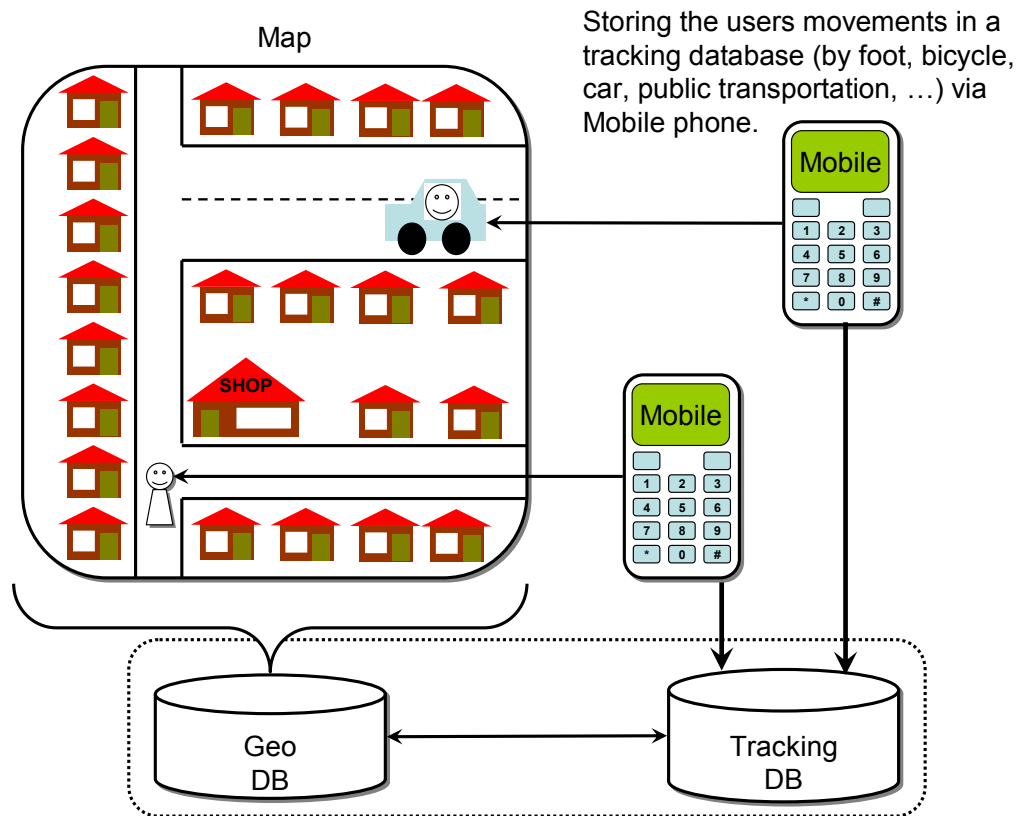 Map
Storing the users movements in a
tracking database (by foot, bicycle,
car, public transportation, …) via
Mobile phone.
Mobile
1 2 3
4 5 6
7 8 9
* 0 #
SHOP
Mobile
1 2 3
4 5 6
7 8 9
* 0 #
Geo
DB
Tracking
DB